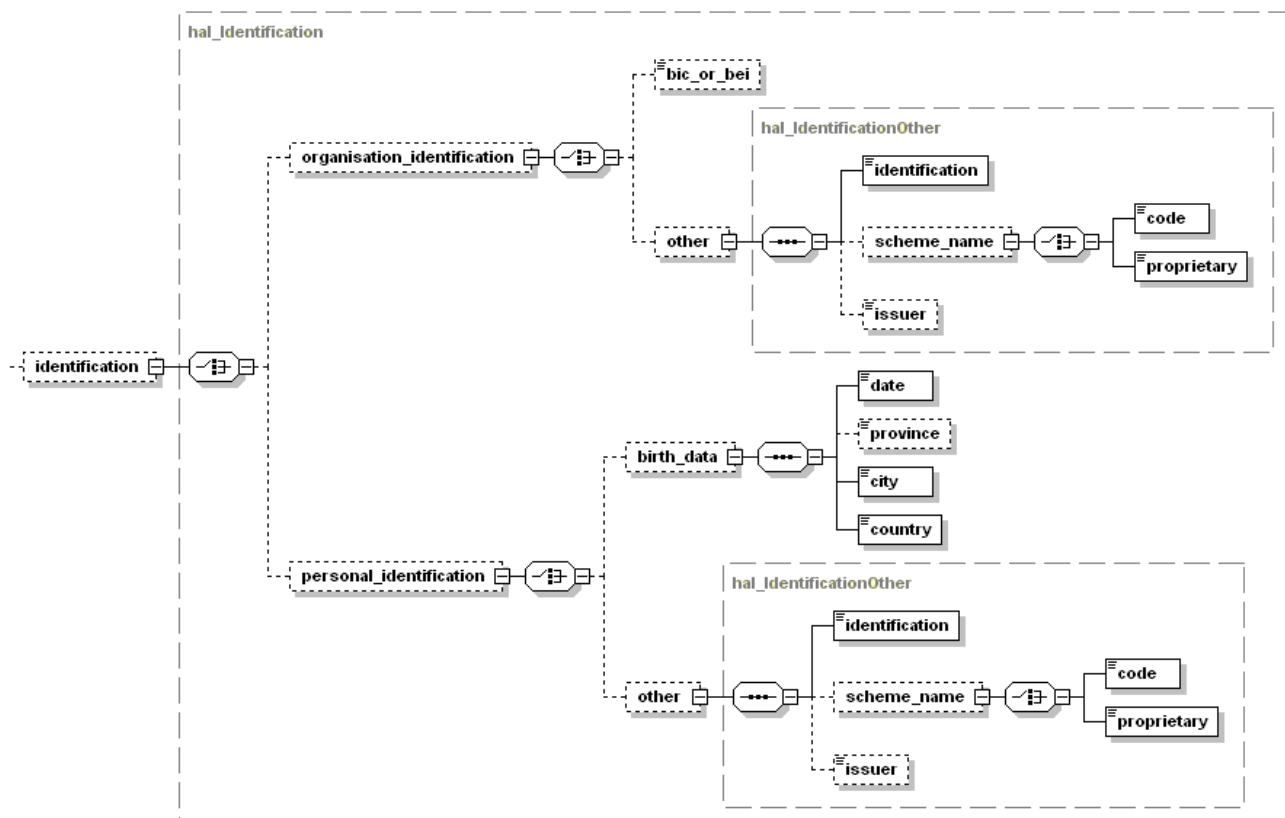 hal_Identification
bic_or_bei
hal_IdentificationOther
organisation_identification
identification
code
other
scheme_name
proprietary
issuer
identification
date
province
birth_data
city
country
personal_identification
hal_IdentificationOther
identification
code
other
scheme_name
proprietary
issuer